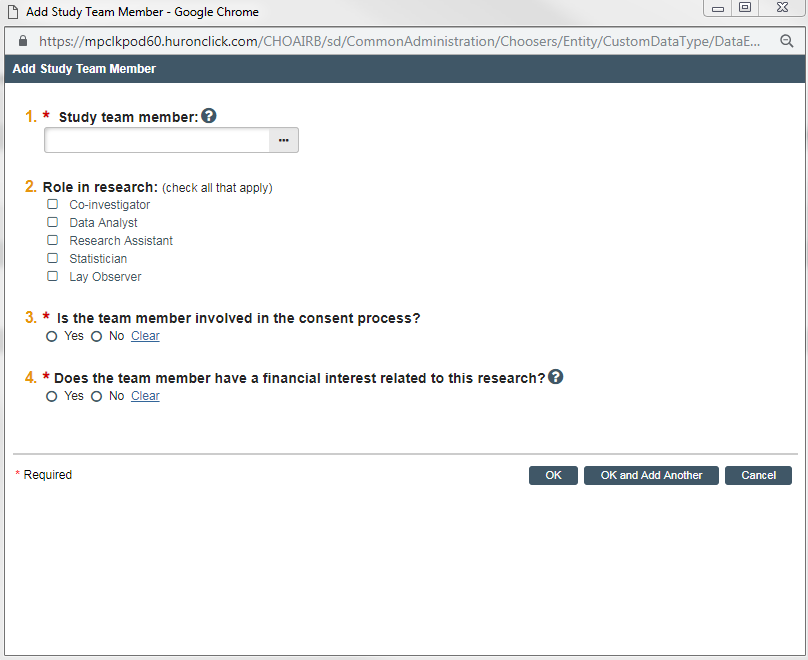 Add Study Team Member - Google Chrome
https://mpclkpod60.huronclick.com/CHOAIRB/sd/CommonAdministration/Choosers/Entity/CustomDataType/DataE...
Add Study Team Member
1. * Study team member: ?
...
2. Role in research: (check all that apply)
Co-investigator
Data Analyst
Research Assistant
Statistician
Lay Observer
3. * Is the team member involved in the consent process?
Yes No Clear
4. * Does the team member have a financial interest related to this research? ?
Yes No Clear
* Required OK OK and Add Another Cancel